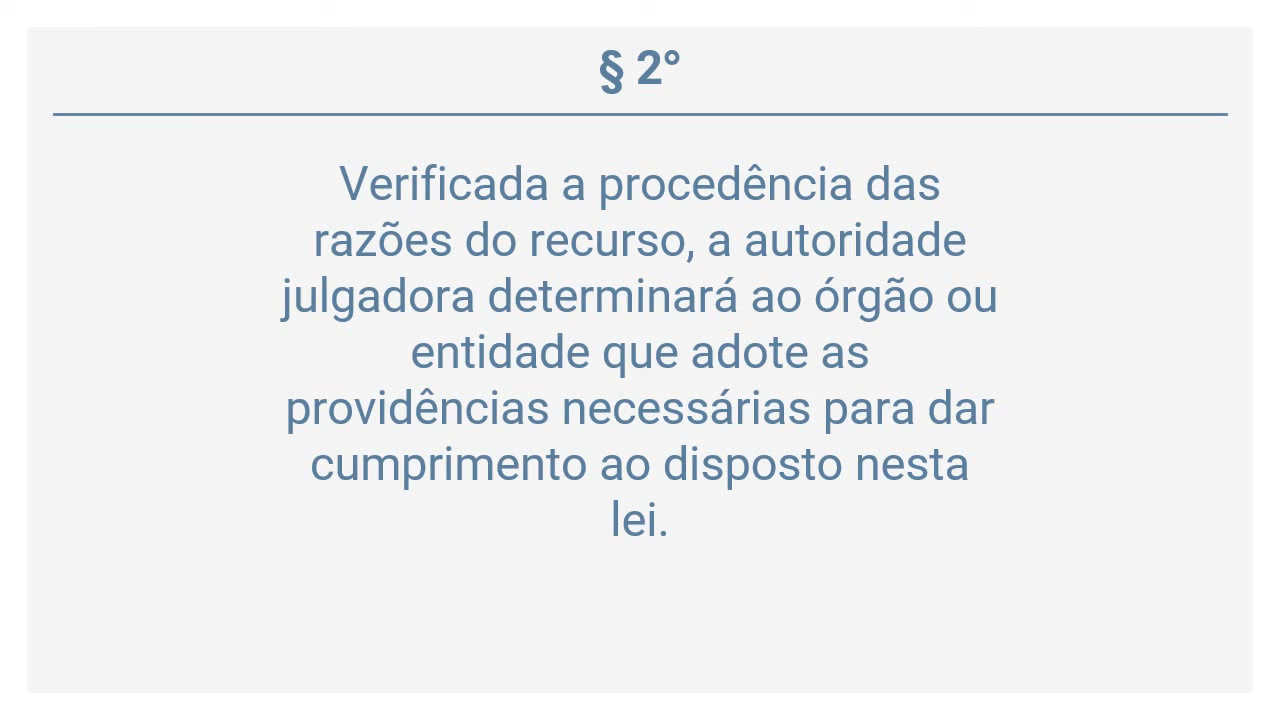 § 2°
Verificada a procedência das
razões do recurso, a autoridade
julgadora determinará ao órgão ou
entidade que adote as
providências necessárias para dar
cumprimento ao disposto nesta
lei.